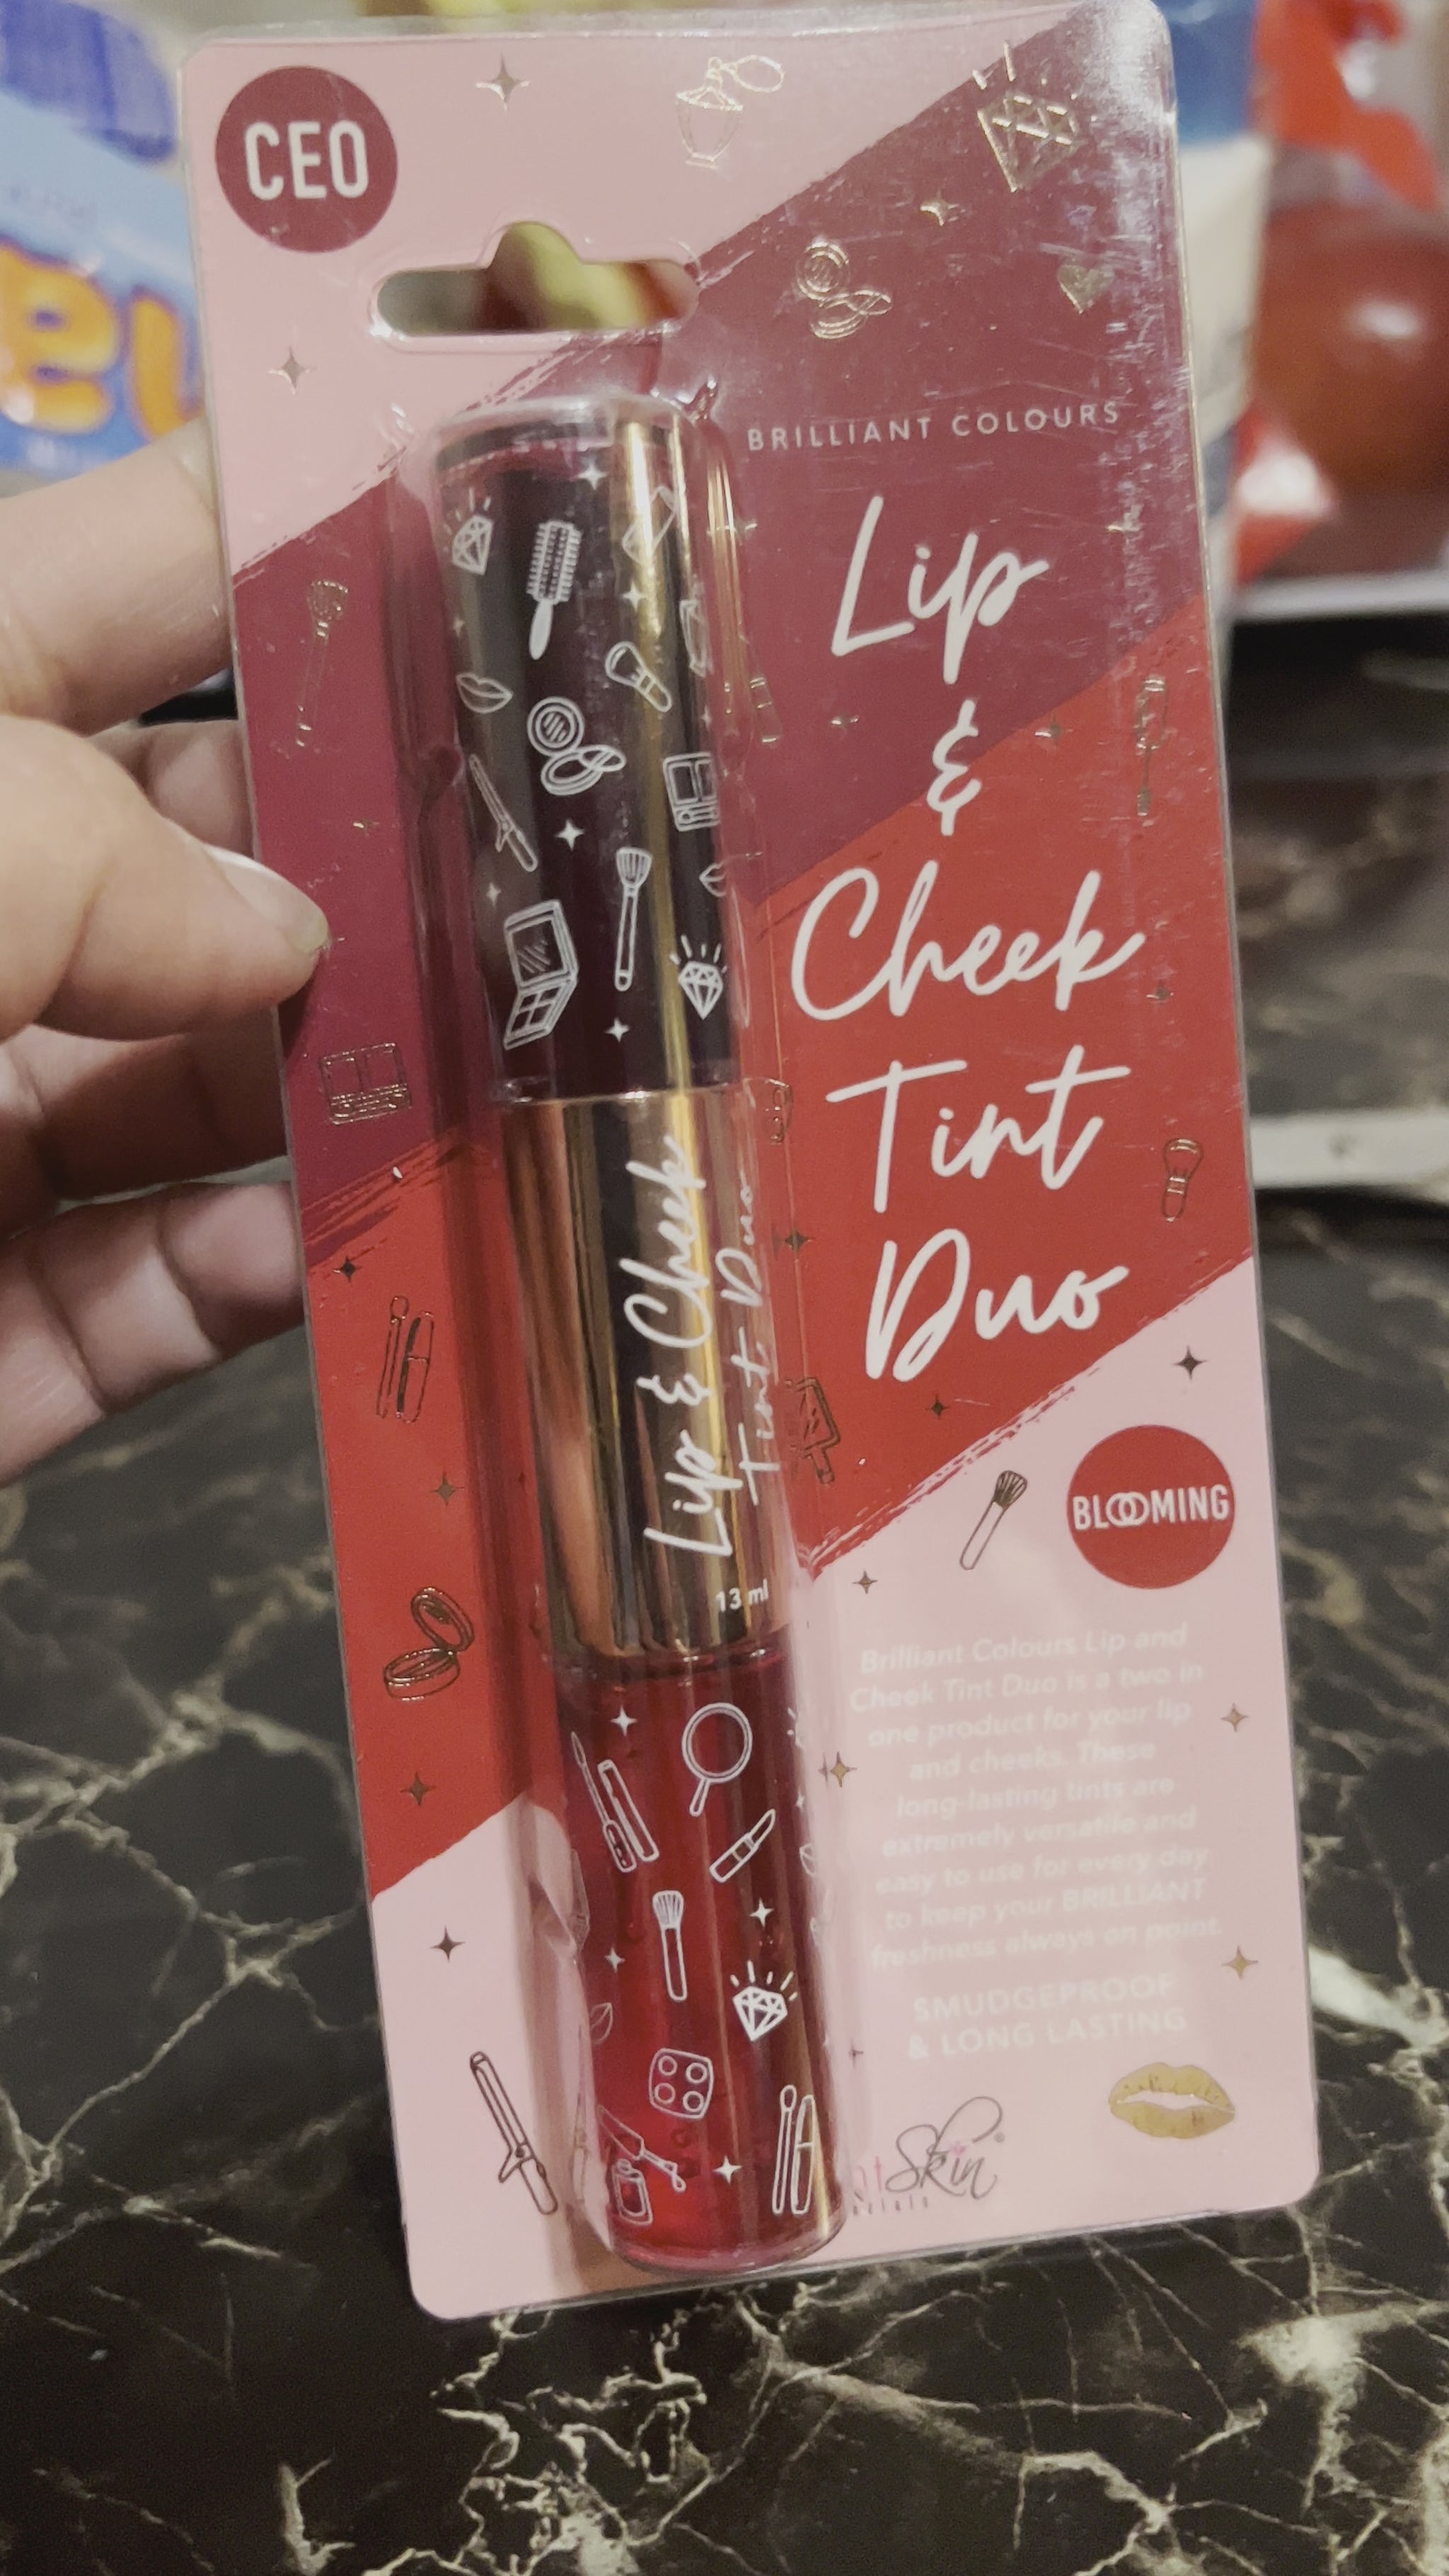 CEO
BRILLIANT COLOURS
Lip
&
Cheek
Tint
Duo
Lip & Cheek
Tint Duo
13 ml
BLOOMING
Brilliant Colours Lip and
Cheek Tint Duo is a two in
one product for your lip
and cheeks. These
long-lasting tints are
extremely versatile and
easy to use for every day
to keep your BRILLIANT
freshness always on point.
SMUDGEPROOF
& LONG LASTING
Skin